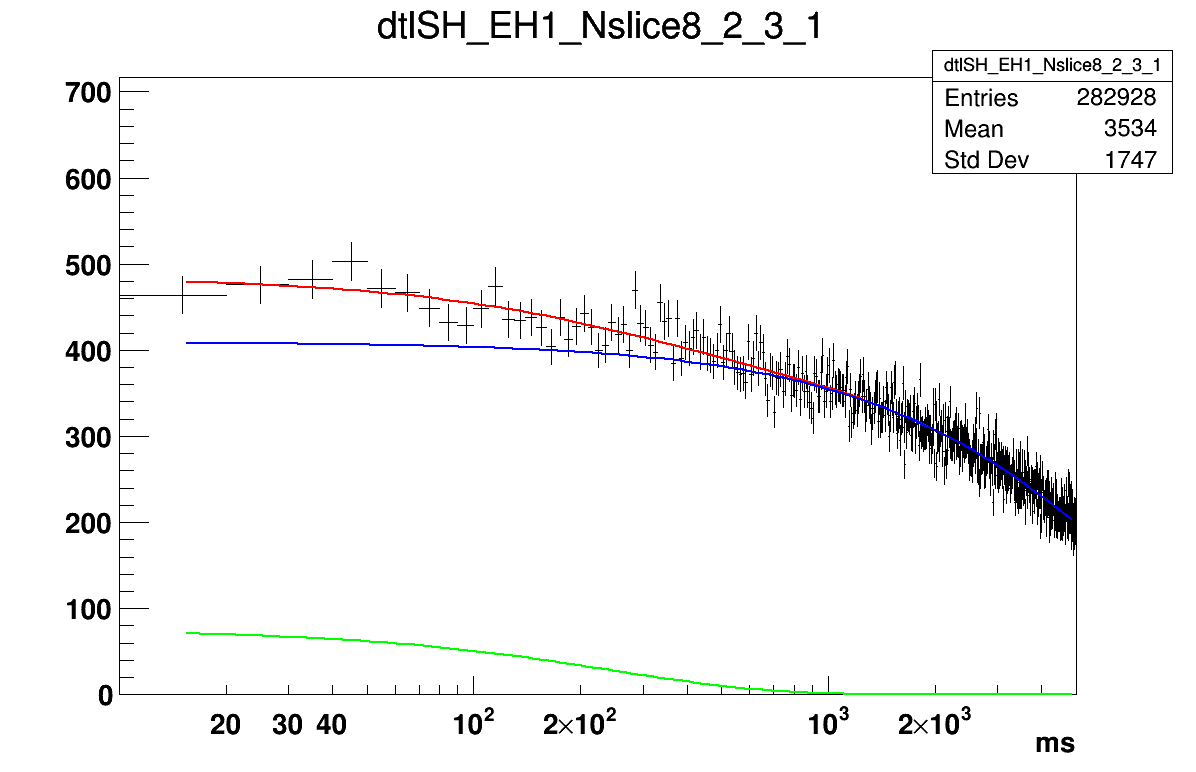 dtlSH_EH1_Nslice8_2_3_1
dtlSH_EH1_Nslice8_2_3_1
Entries 282928
Mean 3534
Std Dev 1747
700
600
500
400
300
200
100
0
20 30 40 10² 2×10² 10³ 2×10³
ms